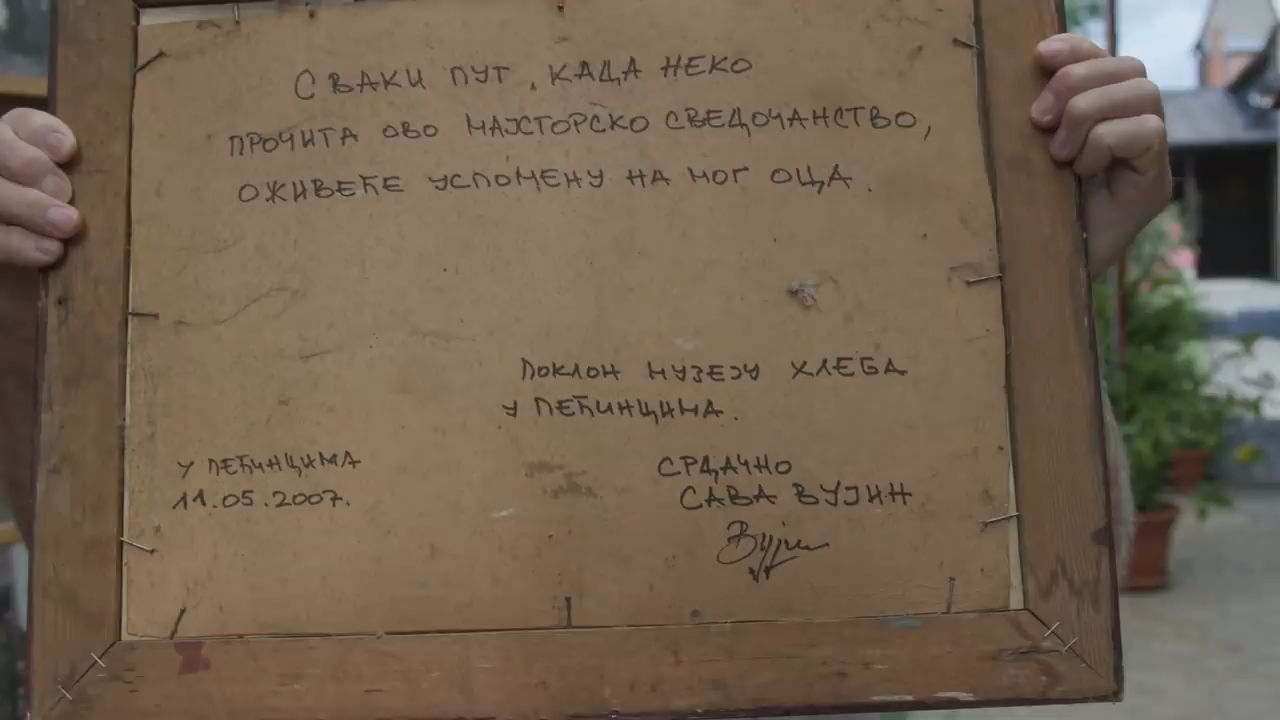 СВАКИ ПУТ, КАДА НЕКО
ПРОЧИТА ОВО МАЈСТОРСКО СВЕДОЧАНСТВО,
ОЖИВЕЋЕ УСПОМЕНУ НА МОГ ОЦА.
ПОКЛОН МУЗЕЈУ ХЛЕБА
У ПЕЋИНЦИМА.
У ПЕЋИНЦИМА
11.05.2007.
СРДАЧНО
САВА ВУЈИН
Вујин